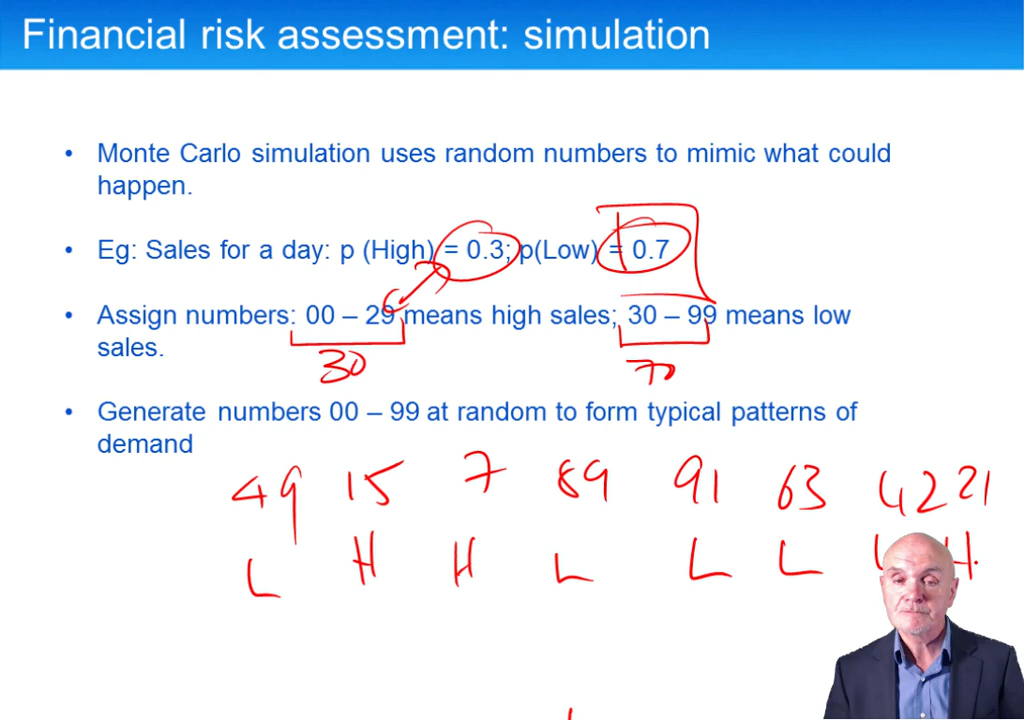 Financial risk assessment: simulation
• Monte Carlo simulation uses random numbers to mimic what could
happen.
• Eg: Sales for a day: p (High) = 0.3; p(Low) = 0.7
• Assign numbers: 00 – 29 means high sales; 30 – 99 means low
sales.
30 70
• Generate numbers 00 – 99 at random to form typical patterns of
demand
49 15 7 89 91 63 42 21
L H H L L L L H